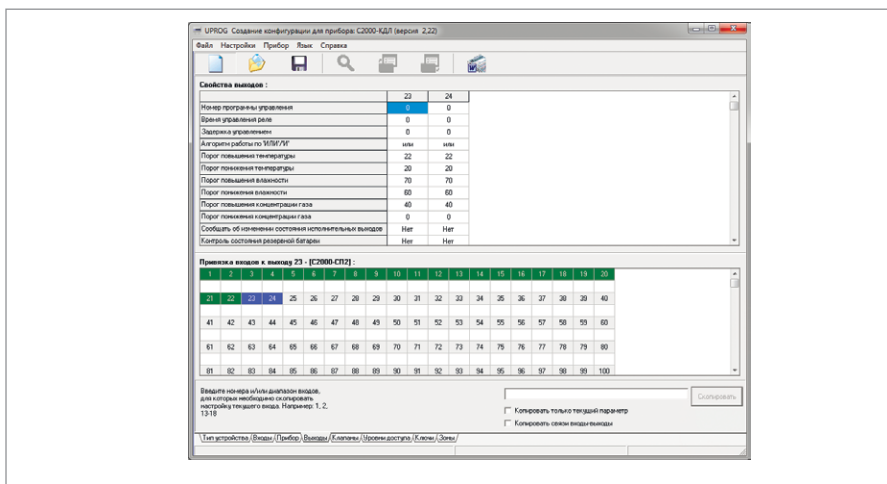 UPROG Создание конфигурации для прибора: С2000-КДЛ (версия 2,22)
Файл Настройки Прибор Язык Справка
Свойства выходов :
23 24
Номер программы управления 0 0
Время управления реле 0 0
Задержка управлением 0 0
Алгоритм работы по 'ИЛИ'/'И' или или
Порог повышения температуры 22 22
Порог понижения температуры 20 20
Порог повышения влажности 70 70
Порог понижения влажности 60 60
Порог повышения концентрации газа 40 40
Порог понижения концентрации газа 0 0
Сообщать об изменении состояния исполнительных выходов Нет Нет
Контроль состояния резервной батареи Нет Нет
Привязка входов к выходу 23 - [С2000-СП2] :
1 2 3 4 5 6 7 8 9 10 11 12 13 14 15 16 17 18 19 20
21 22 23 24 25 26 27 28 29 30 31 32 33 34 35 36 37 38 39 40
41 42 43 44 45 46 47 48 49 50 51 52 53 54 55 56 57 58 59 60
61 62 63 64 65 66 67 68 69 70 71 72 73 74 75 76 77 78 79 80
81 82 83 84 85 86 87 88 89 90 91 92 93 94 95 96 97 98 99 100
Введите номера и/или диапазон входов,
для которых необходимо скопировать
настройку текущего входа. Например: 1, 2,
13-18
Скопировать
Копировать только текущий параметр
Копировать связи входы-выходы
Тип устройства Входы Прибор Выходы Клапаны Уровни доступа Ключи Зоны